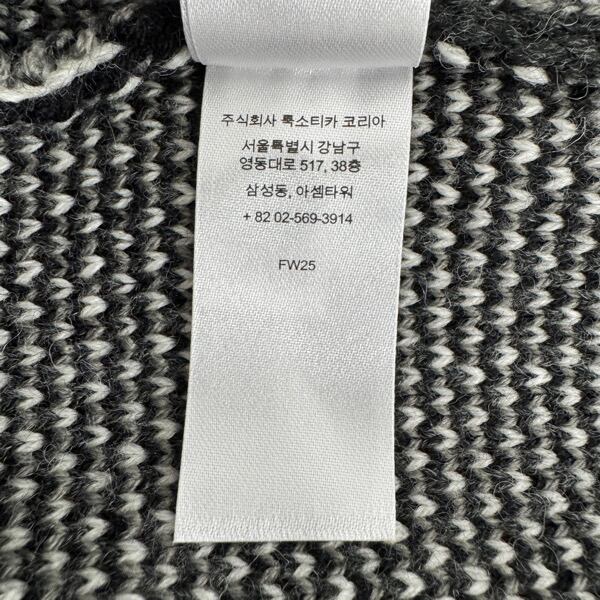 주식회사 룩소티카 코리아
서울특별시 강남구
영동대로 517, 38층
삼성동, 아셈타워
+ 82 02-569-3914
FW25